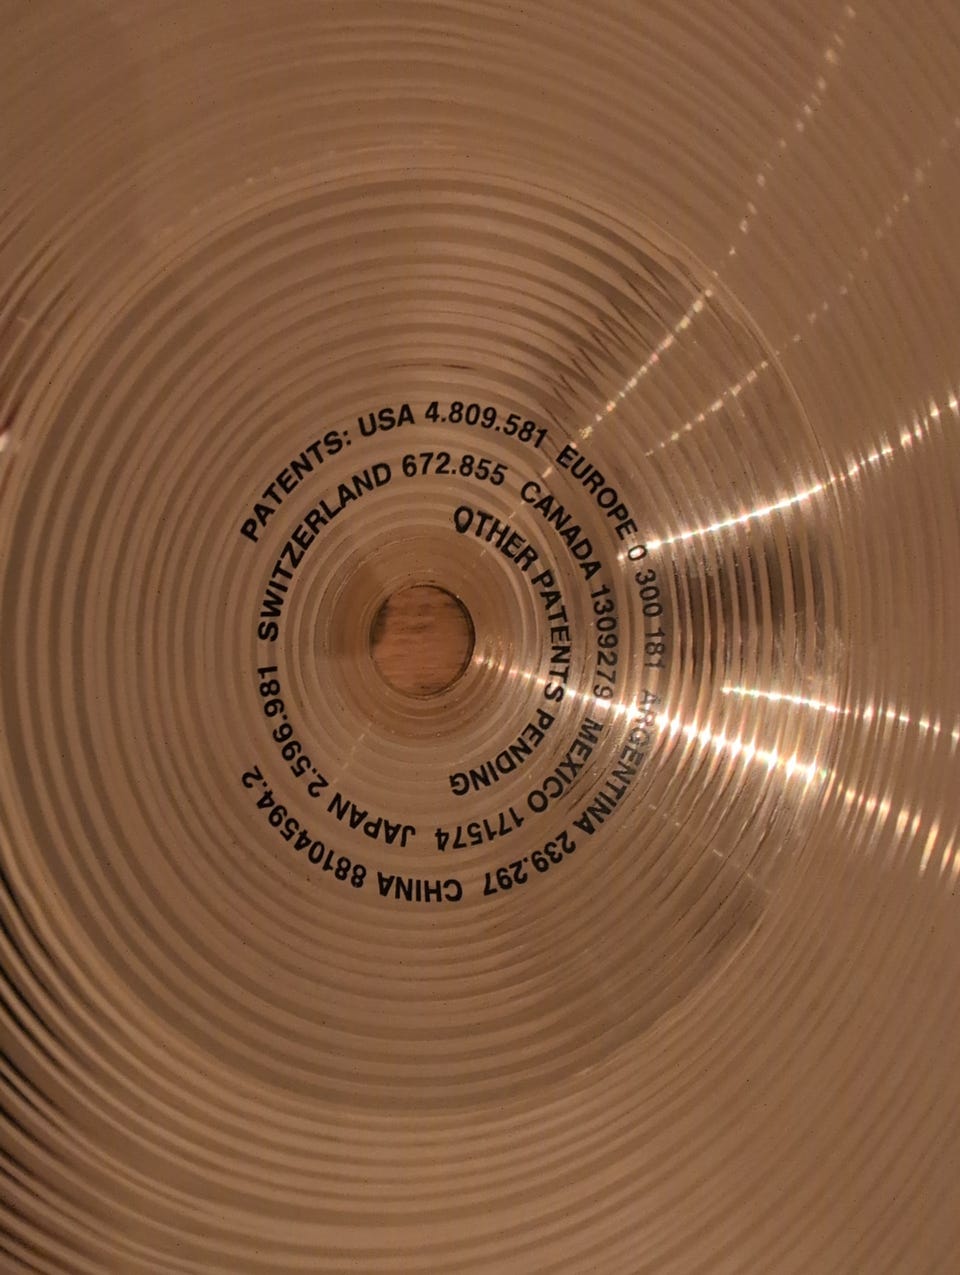 PATENTS: USA 4.809.581 EUROPE 0 300 181 ARGENTINA 239.297 CHINA 88104594.2
SWITZERLAND 672.855 CANADA 1309279 MEXICO 171574 JAPAN 2.596.981
OTHER PATENTS PENDING